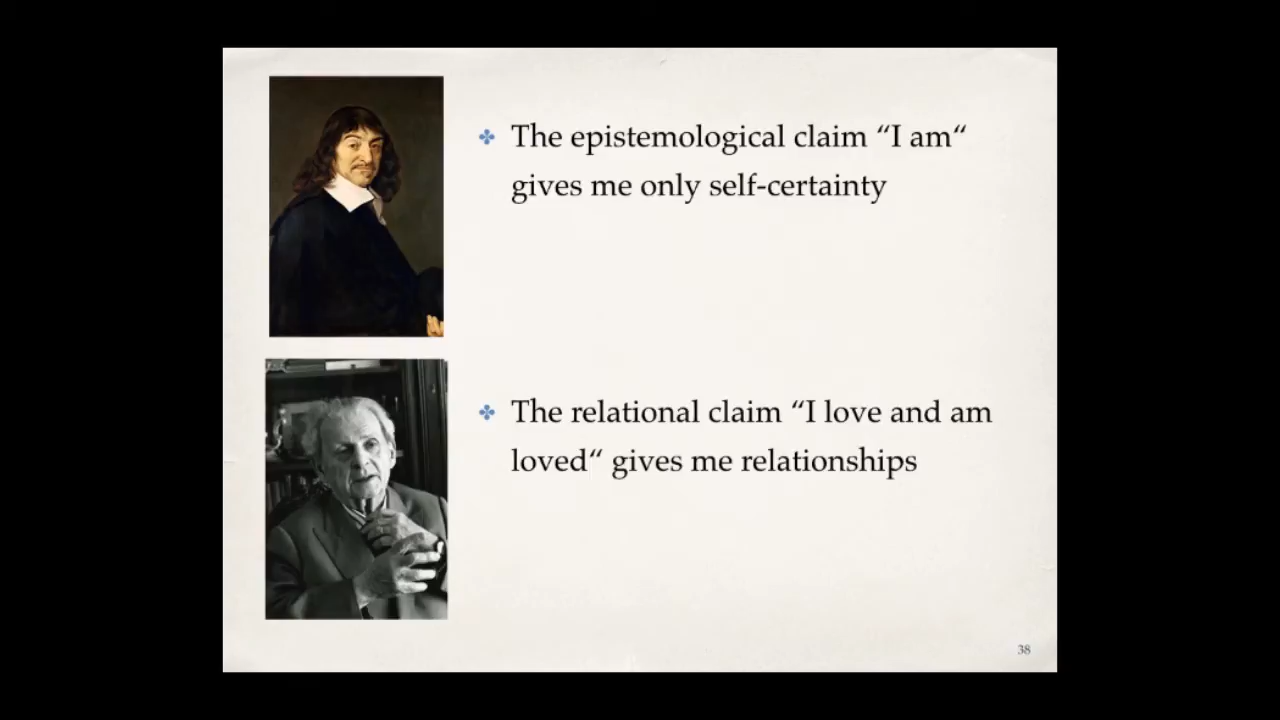 The epistemological claim “I am“
gives me only self-certainty
The relational claim “I love and am
loved“ gives me relationships
38